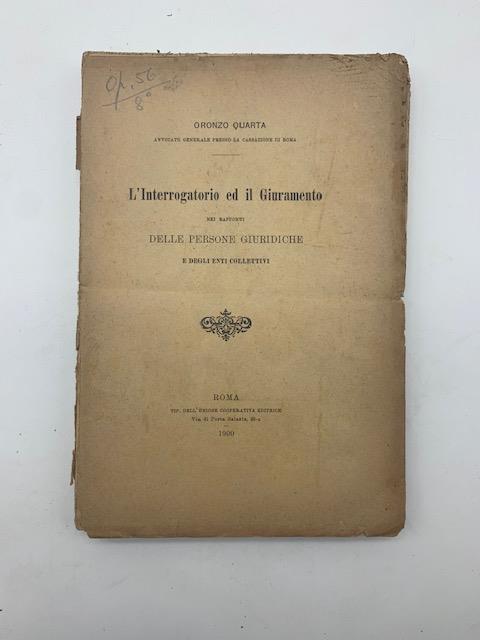 Op. 56
8°
ORONZO QUARTA
AVVOCATO GENERALE PRESSO LA CASSAZIONE DI ROMA
L'Interrogatorio ed il Giuramento
NEI RAPPORTI
DELLE PERSONE GIURIDICHE
E DEGLI ENTI COLLETTIVI
ROMA
TIP. DELL'UNIONE COOPERATIVA EDITRICE
Via di Porta Salaria,
1900